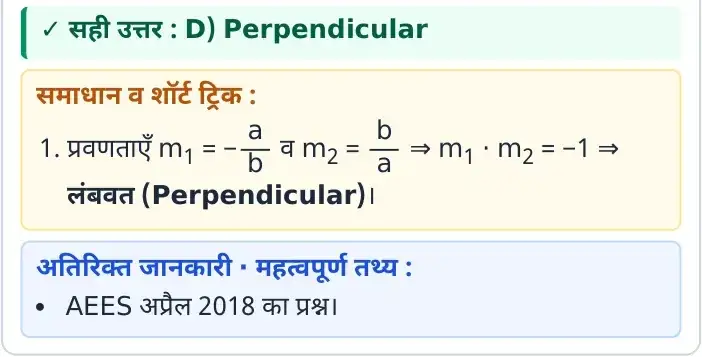 ✓ सही उत्तर : D) Perpendicular
समाधान व शॉर्ट ट्रिक :
1. प्रवणताएँ m₁ = −a/b व m₂ = b/a ⇒ m₁ · m₂ = −1 ⇒
लंबवत (Perpendicular)।
अतिरिक्त जानकारी · महत्वपूर्ण तथ्य :
• AEES अप्रैल 2018 का प्रश्न।